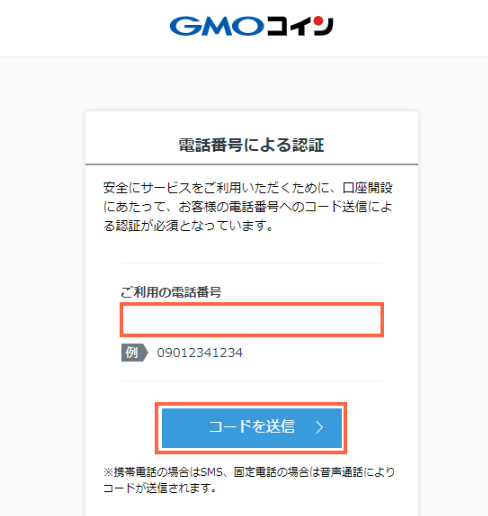 GMOコイン
電話番号による認証
安全にサービスをご利用いただくために、口座開設
にあたって、お客様の電話番号へのコード送信によ
る認証が必須となっています。
ご利用の電話番号
例 09012341234
コードを送信
※携帯電話の場合はSMS、固定電話の場合は音声通話により
コードが送信されます。